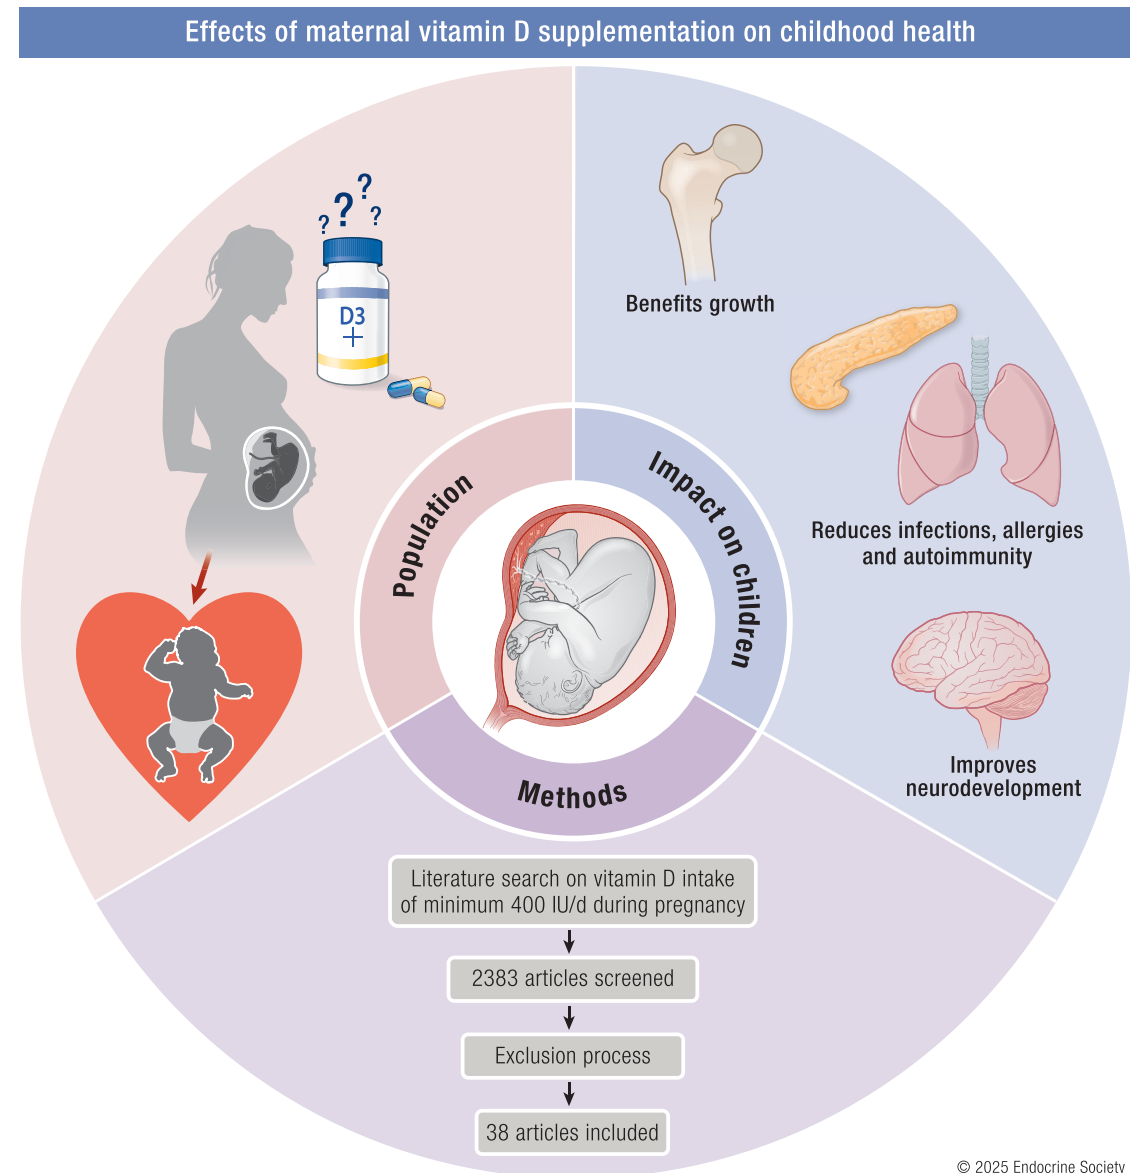 Effects of maternal vitamin D supplementation on childhood health
? ? ? ?
D3
+
Population
Impact on children
Benefits growth
Reduces infections, allergies
and autoimmunity
Improves
neurodevelopment
Methods
Literature search on vitamin D intake
of minimum 400 IU/d during pregnancy
2383 articles screened
Exclusion process
38 articles included
© 2025 Endocrine Society